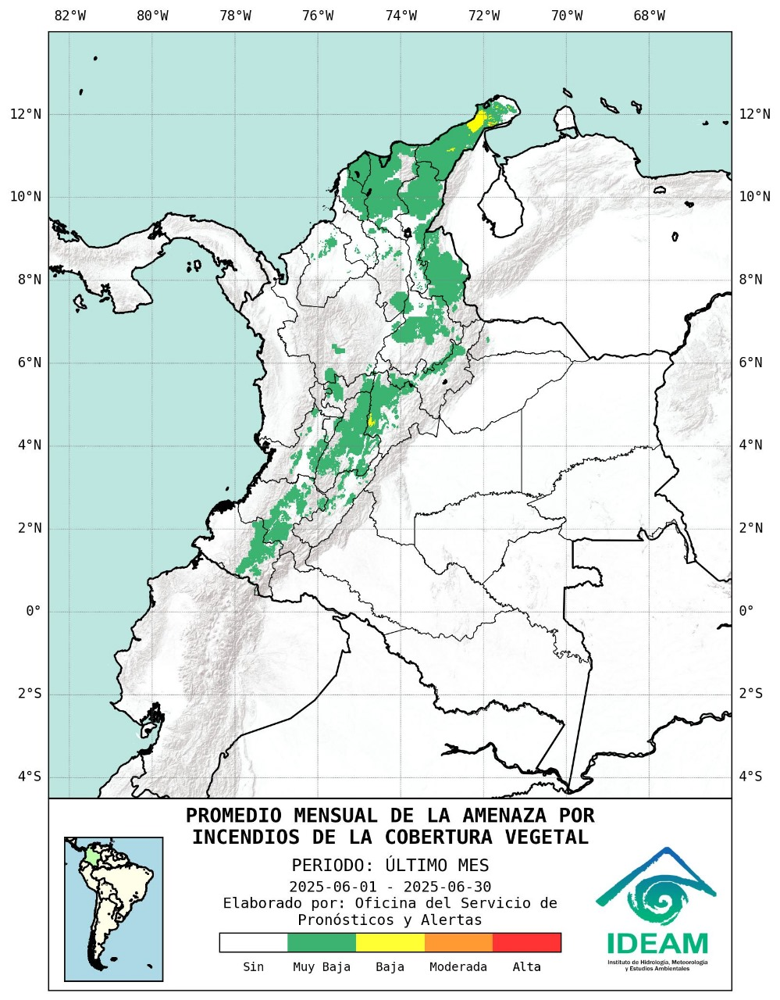 82°W 80°W 78°W 76°W 74°W 72°W 70°W 68°W
12°N 12°N
10°N 10°N
8°N 8°N
6°N 6°N
4°N 4°N
2°N 2°N
0° 0°
2°S 2°S
4°S 4°S
PROMEDIO MENSUAL DE LA AMENAZA POR
INCENDIOS DE LA COBERTURA VEGETAL
PERIODO: ÚLTIMO MES
2025-06-01 - 2025-06-30
Elaborado por: Oficina del Servicio de
Pronósticos y Alertas
Sin Muy Baja Baja Moderada Alta
IDEAM
Instituto de Hidrología, Meteorología
y Estudios Ambientales